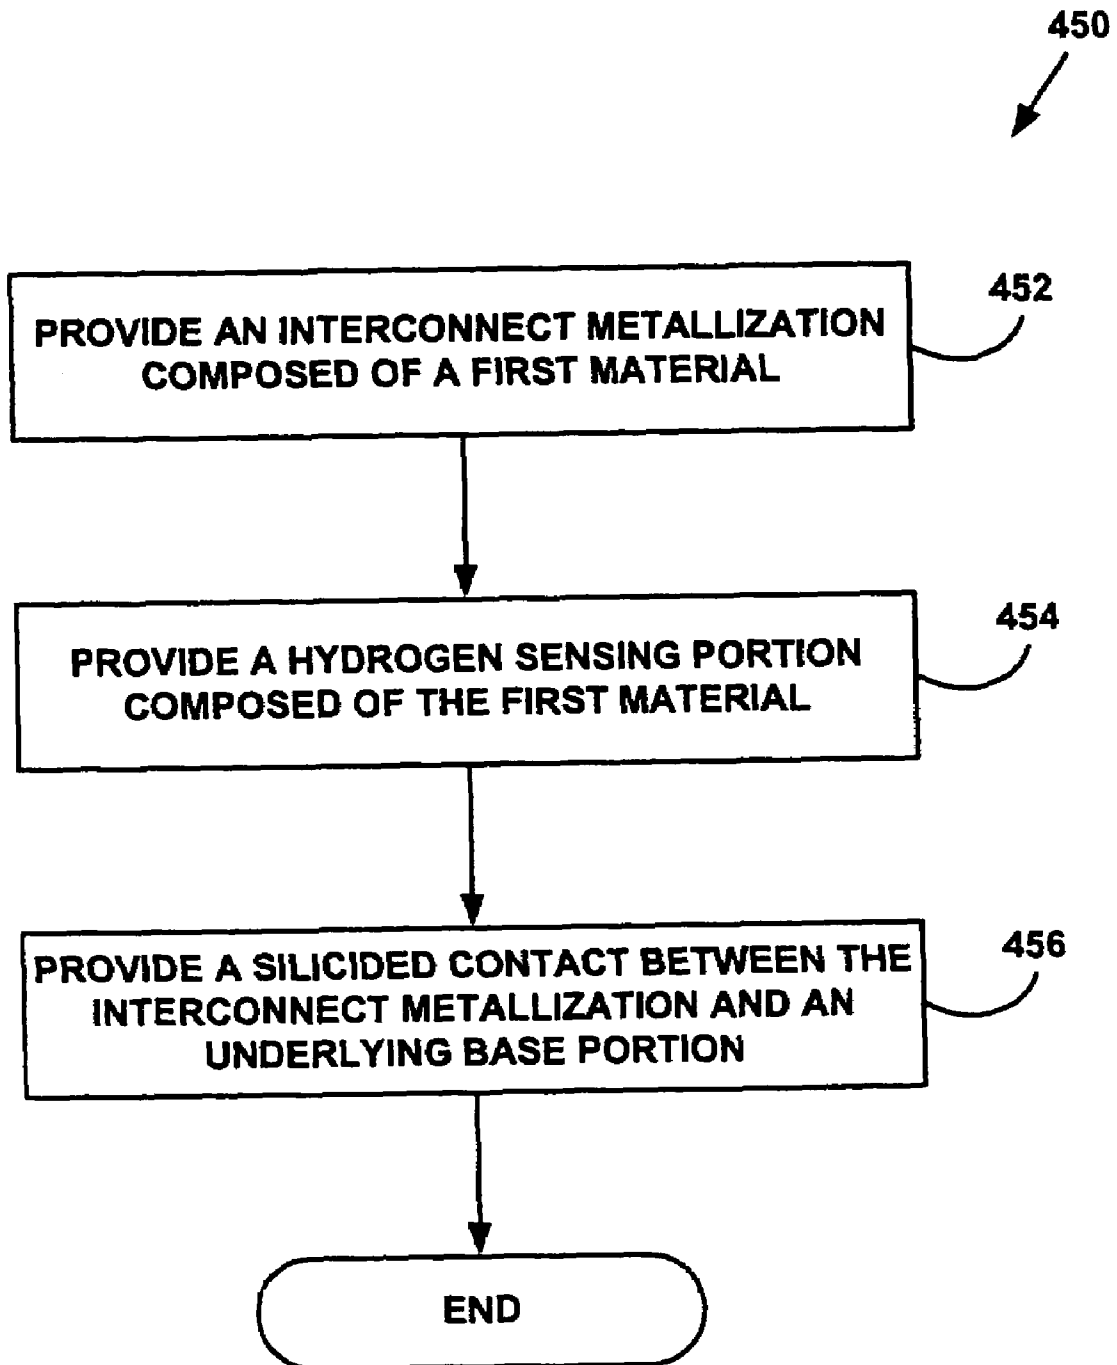 450
PROVIDE AN INTERCONNECT METALLIZATION
COMPOSED OF A FIRST MATERIAL
452
PROVIDE A HYDROGEN SENSING PORTION
COMPOSED OF THE FIRST MATERIAL
454
PROVIDE A SILICIDED CONTACT BETWEEN THE
INTERCONNECT METALLIZATION AND AN
UNDERLYING BASE PORTION
456
END